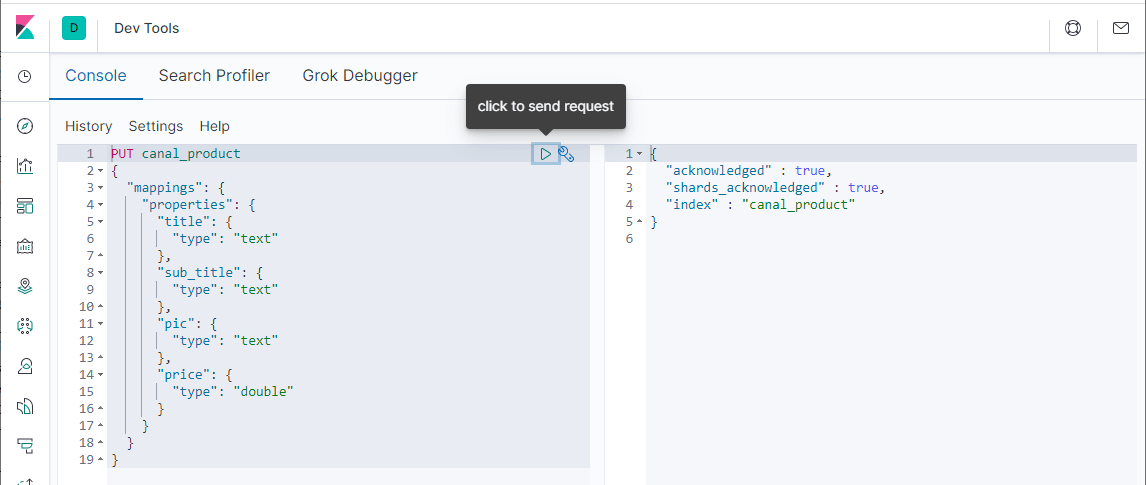 D Dev Tools
Console Search Profiler Grok Debugger
click to send request
History Settings Help
1 PUT canal_product
2 {
3 "mappings": {
4 "properties": {
5 "title": {
6 "type": "text"
7 },
8 "sub_title": {
9 "type": "text"
10 },
11 "pic": {
12 "type": "text"
13 },
14 "price": {
15 "type": "double"
16 }
17 }
18 }
19 }
1 {
2 "acknowledged" : true,
3 "shards_acknowledged" : true,
4 "index" : "canal_product"
5 }
6